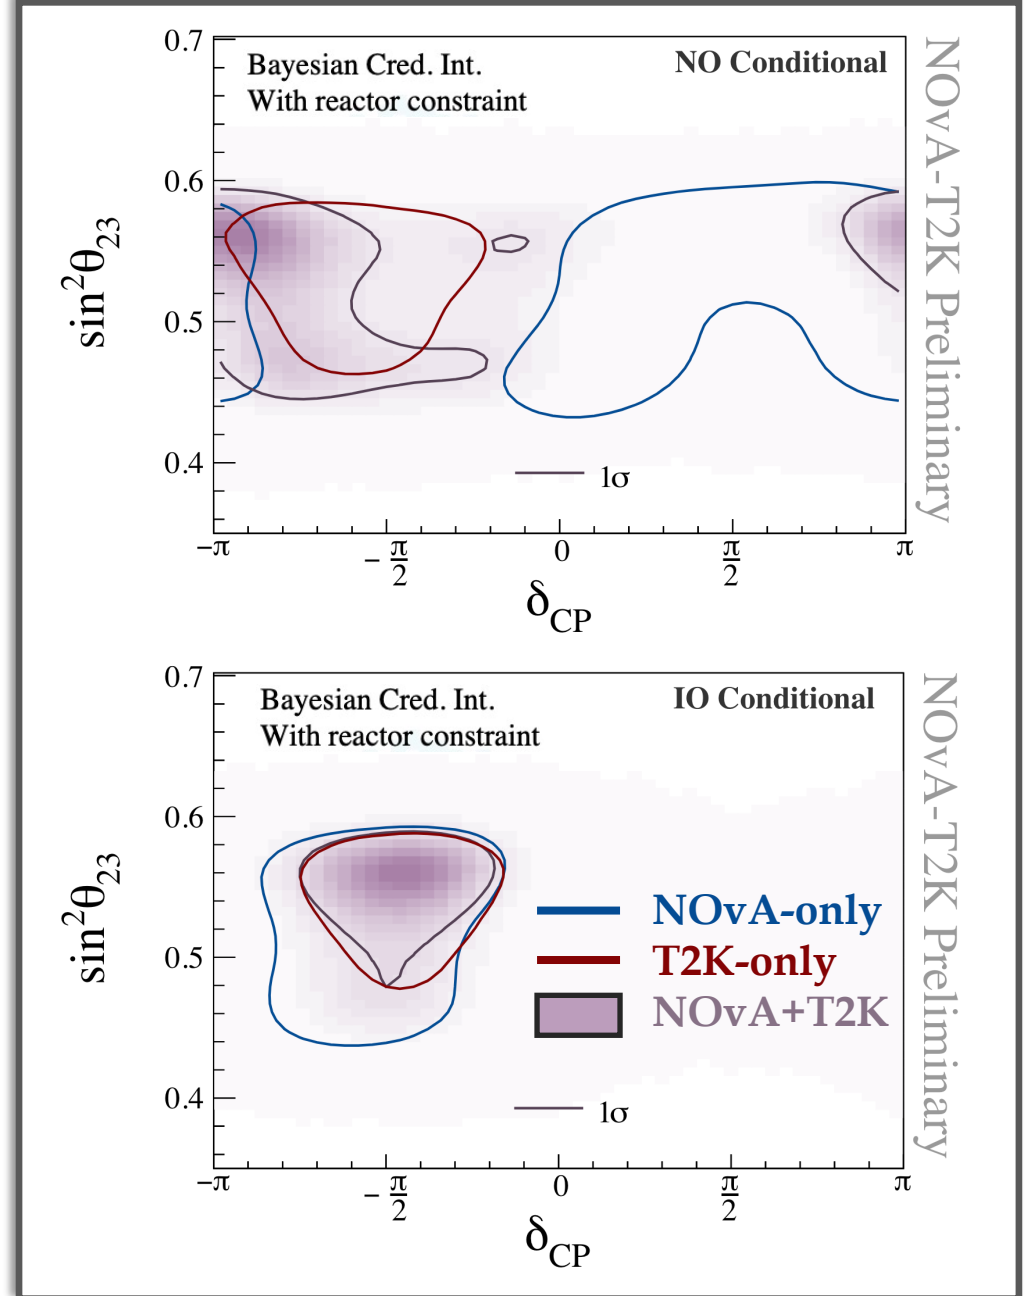 0.7
Bayesian Cred. Int.
With reactor constraint
NO Conditional
0.6
0.5
0.4
sin²θ₂₃
1σ
−π
−π/2
0
π/2
π
δCP
NOvA-T2K Preliminary
0.7
Bayesian Cred. Int.
With reactor constraint
IO Conditional
0.6
0.5
0.4
sin²θ₂₃
NOvA-only
T2K-only
NOvA+T2K
1σ
−π
−π/2
0
π/2
π
δCP
NOvA-T2K Preliminary